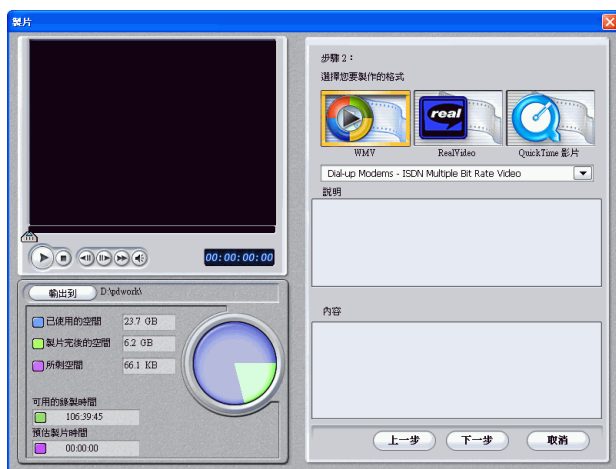 製片
步驟 2：
選擇您要製作的格式
real
WMV
RealVideo
QuickTime 影片
Dial-up Modems - ISDN Multiple Bit Rate Video
說明
內容
上一步
下一步
取消
00:00:00:00
輸出到
D:\pdwork\
已使用的空間
23.7 GB
製片完後的空間
6.2 GB
所剩空間
66.1 KB
可用的錄製時間
106:39:45
預估製片時間
00:00:00